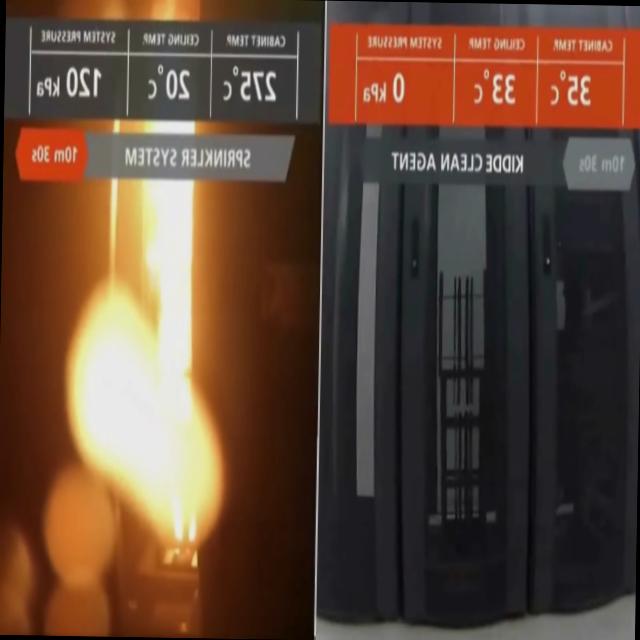 CABINET TEMP.
CEILING TEMP.
SYSTEM PRESSURE
35°C
33°C
0 kPa
10m 30s
KIDDE CLEAN AGENT
CABINET TEMP.
CEILING TEMP.
SYSTEM PRESSURE
275°C
20°C
120 kPa
SPRINKLER SYSTEM
10m 30s